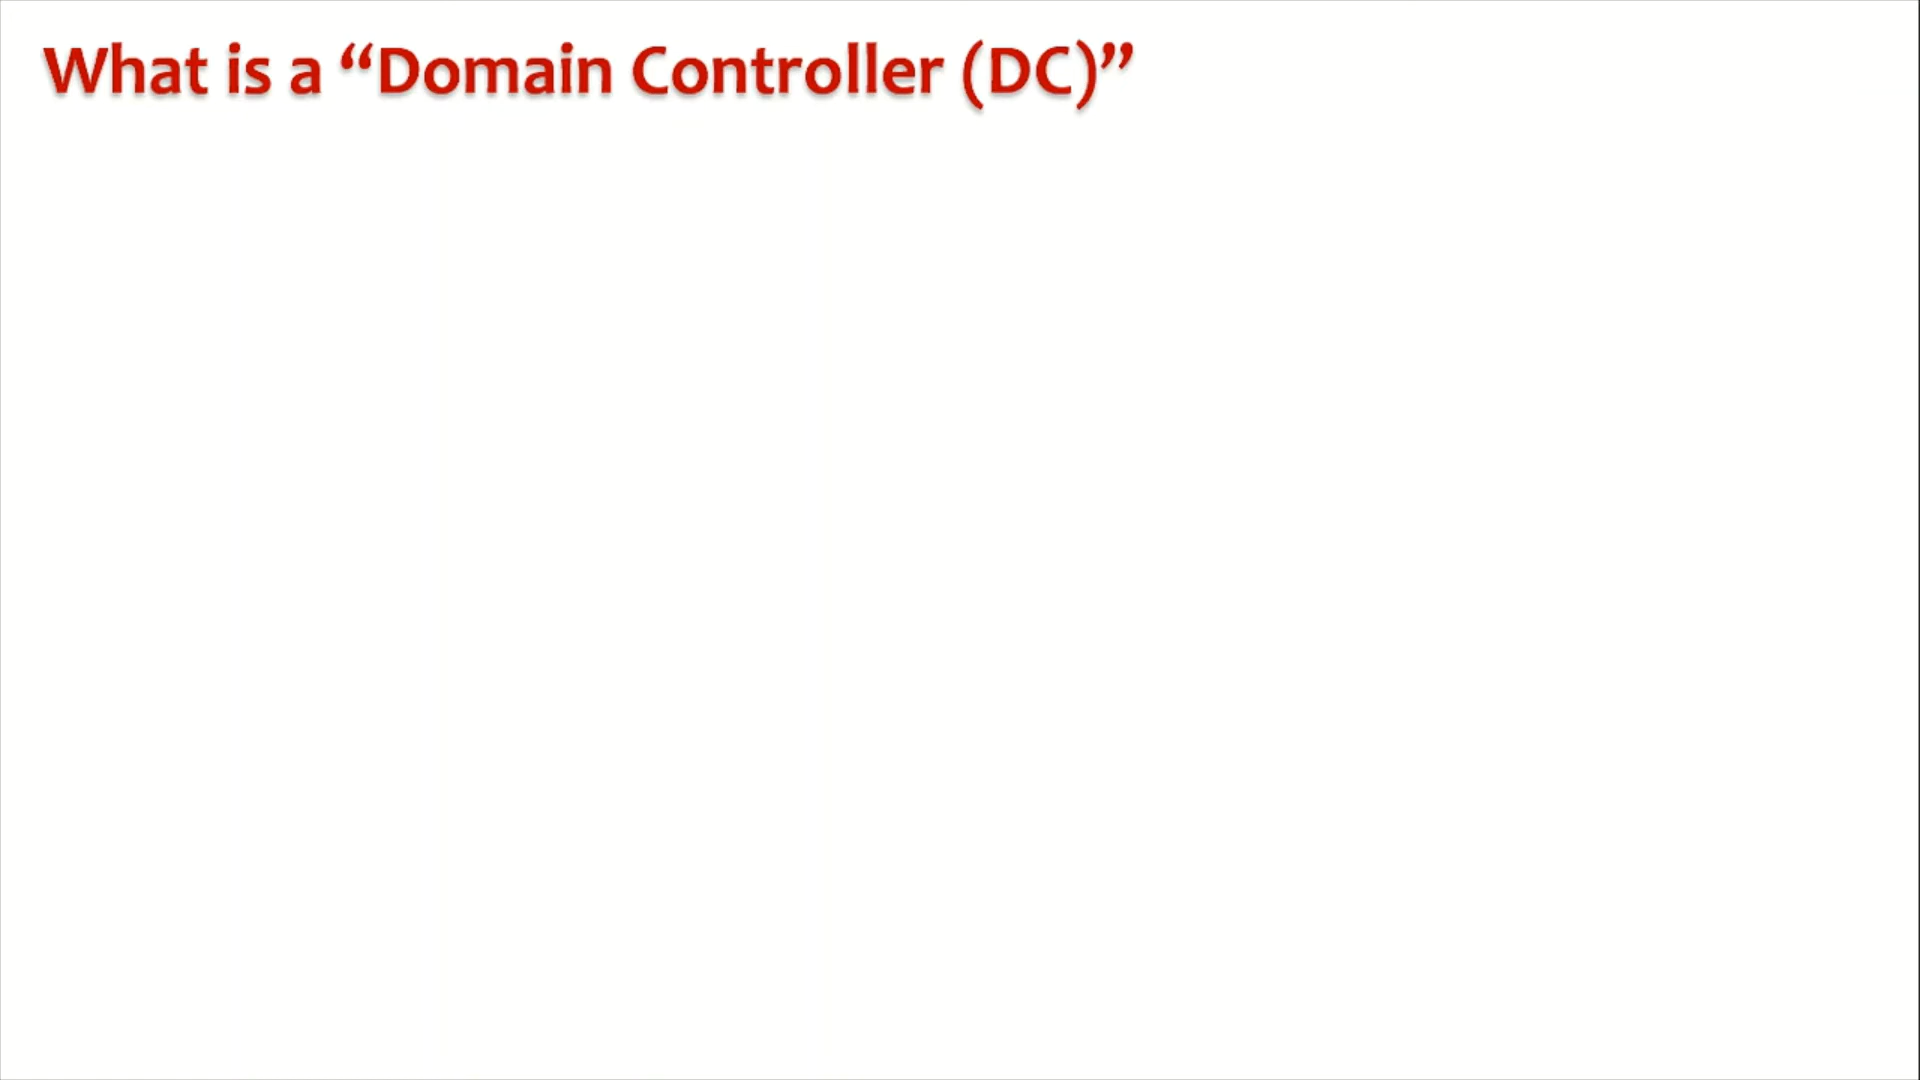 What is a “Domain Controller (DC)”